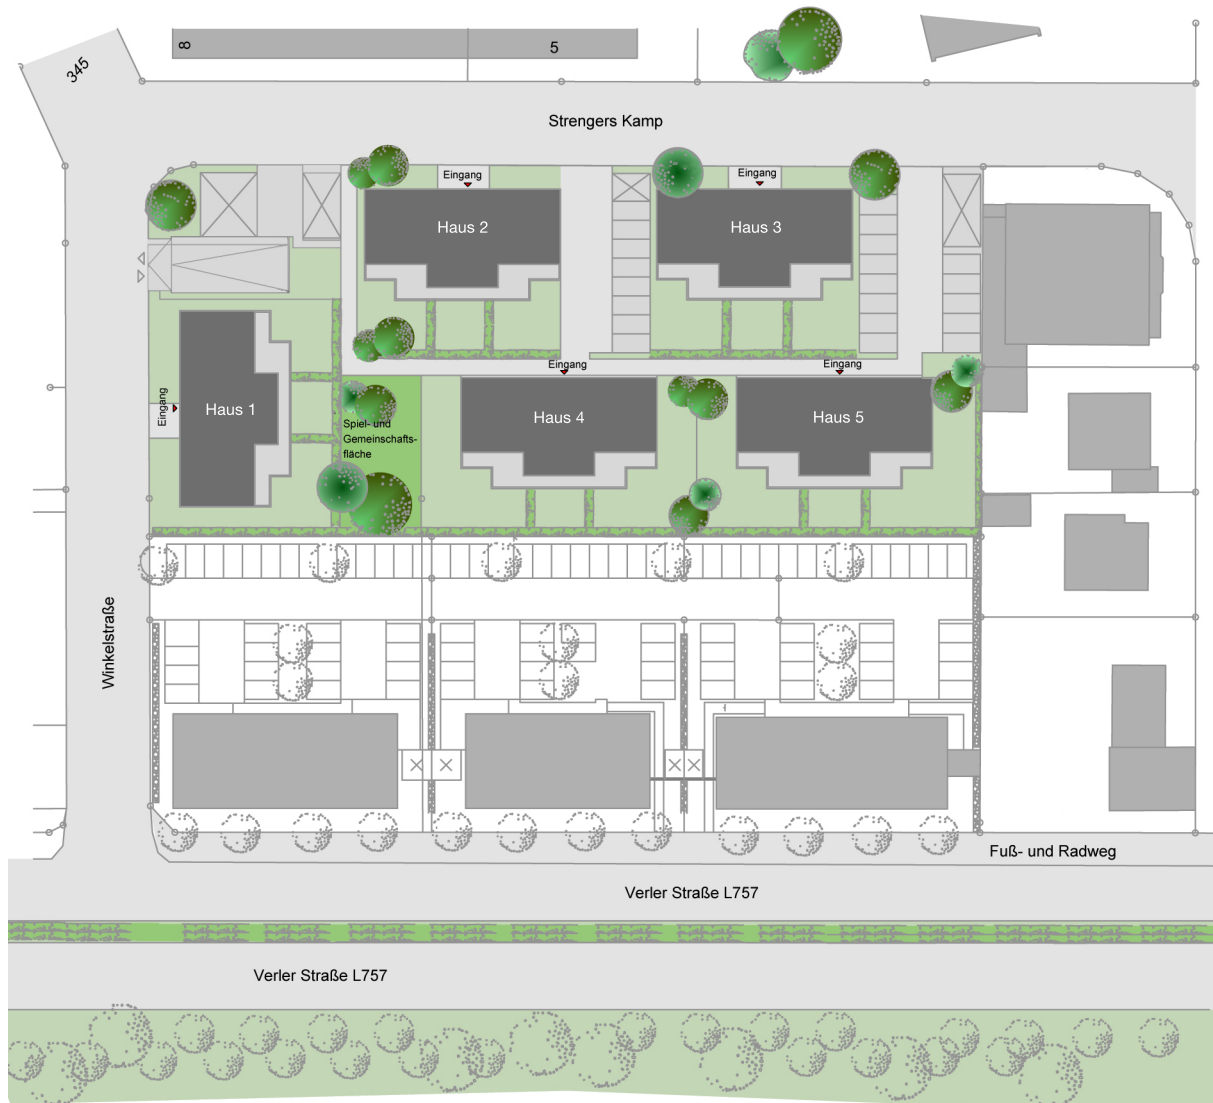 8
5
345
Strengers Kamp
Eingang
Eingang
Haus 2
Haus 3
Eingang
Eingang
Eingang
Haus 1
Haus 4
Haus 5
Spiel- und
Gemeinschafts-
fläche
Winkelstraße
Fuß- und Radweg
Verler Straße L757
Verler Straße L757